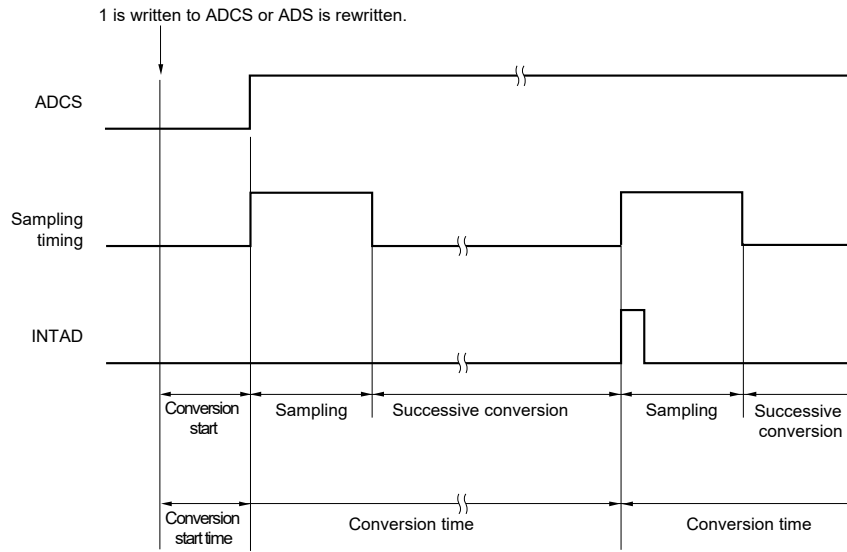 1 is written to ADCS or ADS is rewritten.
ADCS
Sampling
timing
INTAD
Conversion
start
Sampling
Successive conversion
Sampling
Successive
conversion
Conversion
start time
Conversion time
Conversion time